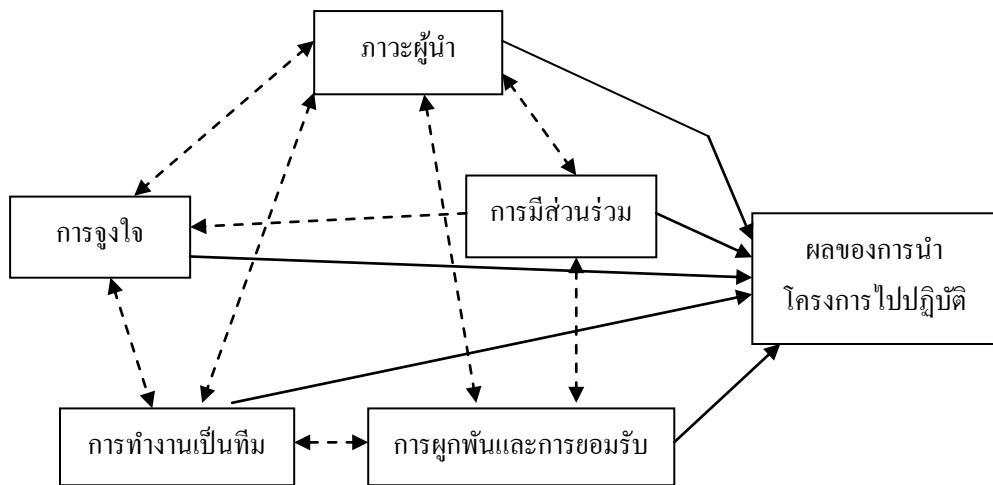 ภาวะผู้นำ
การมีส่วนร่วม
การจูงใจ
ผลของการนำ
โครงการไปปฏิบัติ
การทำงานเป็นทีม
การผูกพันและการยอมรับ